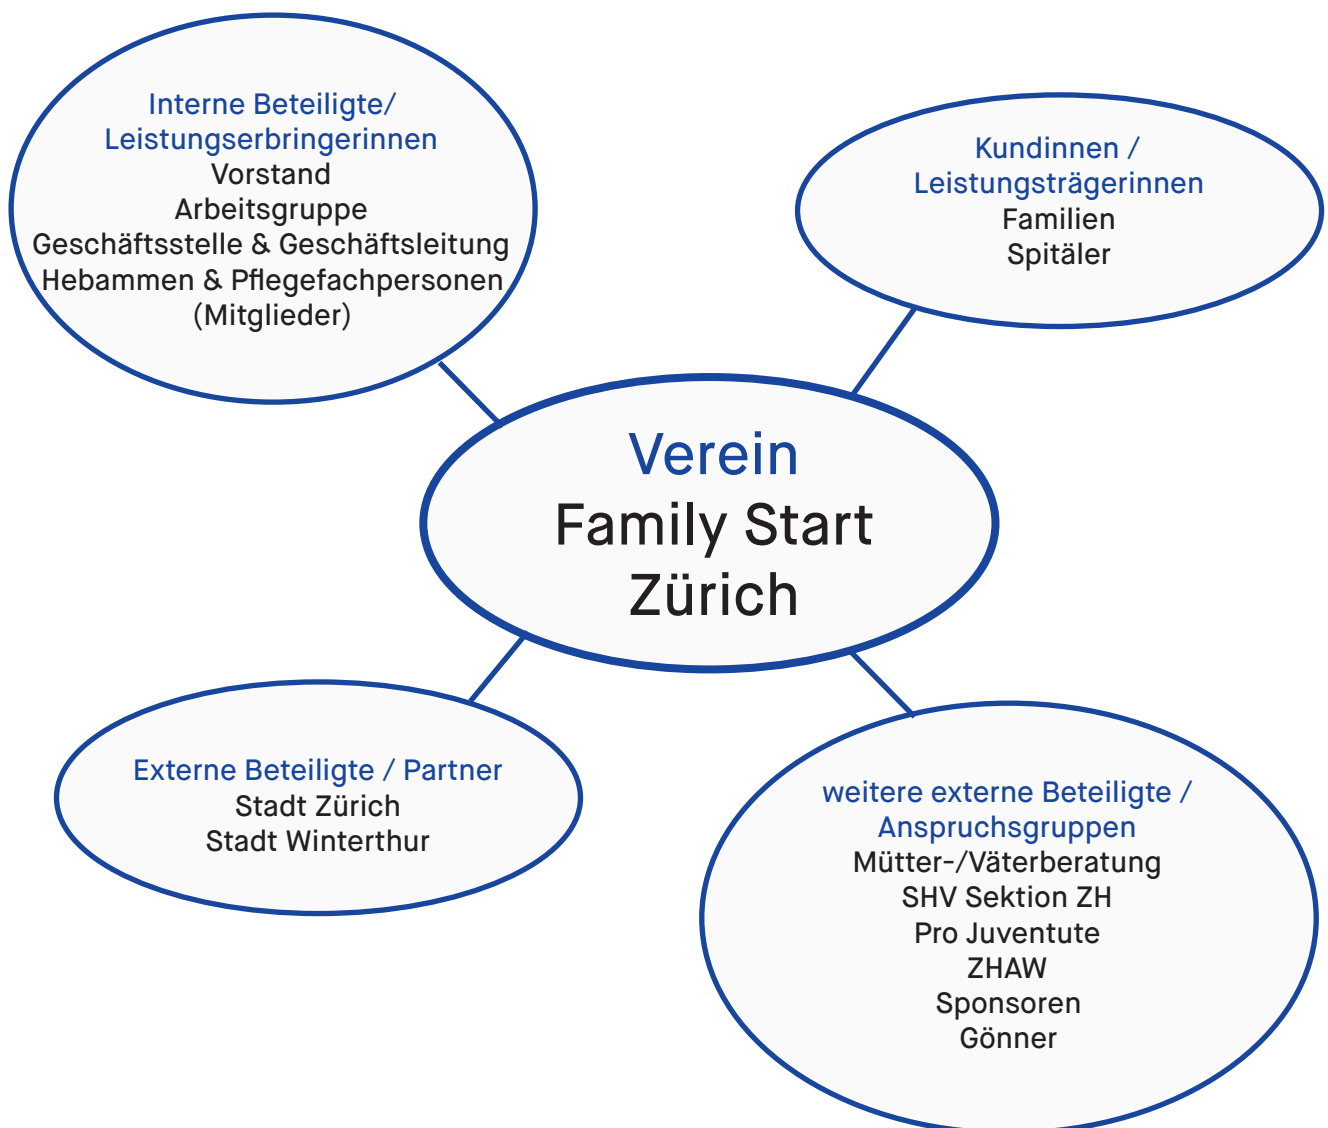 Interne Beteiligte/
Leistungserbringerinnen
Vorstand
Arbeitsgruppe
Geschäftsstelle & Geschäftsleitung
Hebammen & Pflegefachpersonen
(Mitglieder)
Kundinnen /
Leistungsträgerinnen
Familien
Spitäler
Verein
Family Start
Zürich
Externe Beteiligte / Partner
Stadt Zürich
Stadt Winterthur
weitere externe Beteiligte /
Anspruchsgruppen
Mütter-/Väterberatung
SHV Sektion ZH
Pro Juventute
ZHAW
Sponsoren
Gönner